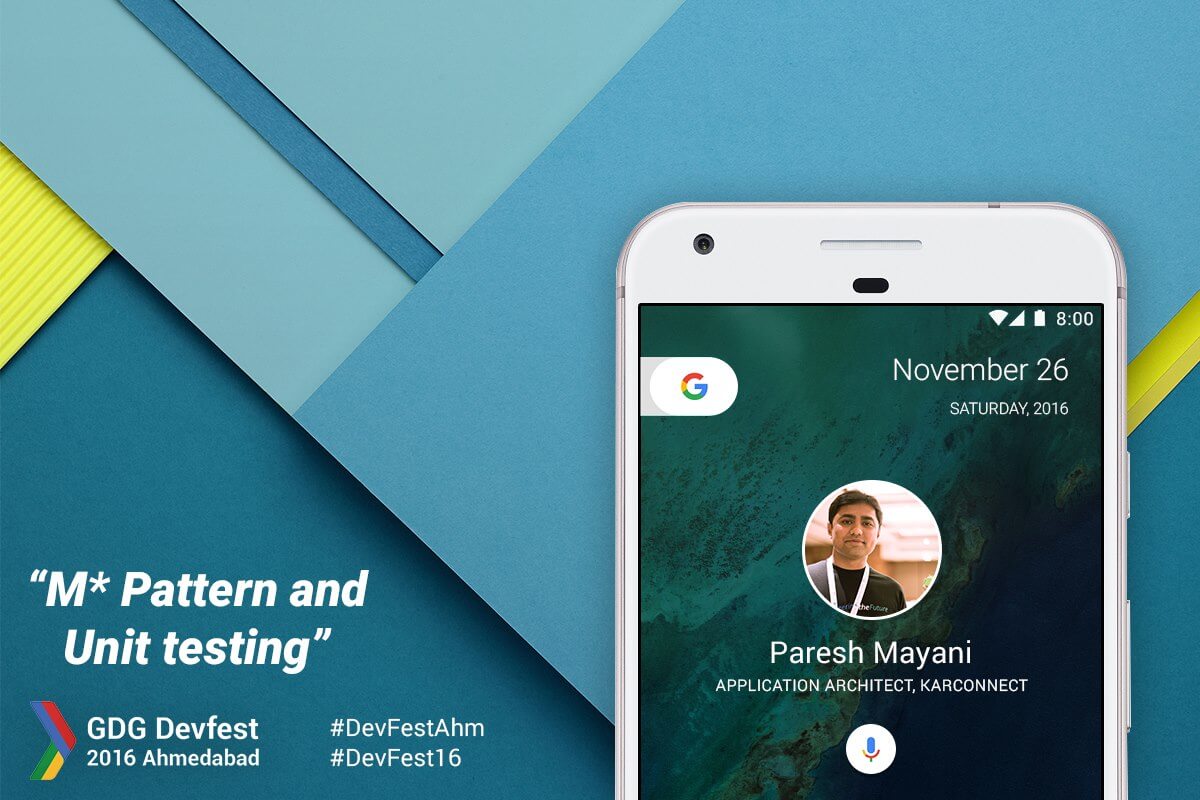 8:00
November 26
SATURDAY, 2016
“M* Pattern and
Unit testing”
GDG Devfest
2016 Ahmedabad
#DevFestAhm
#DevFest16
theFuture
Paresh Mayani
APPLICATION ARCHITECT, KARCONNECT